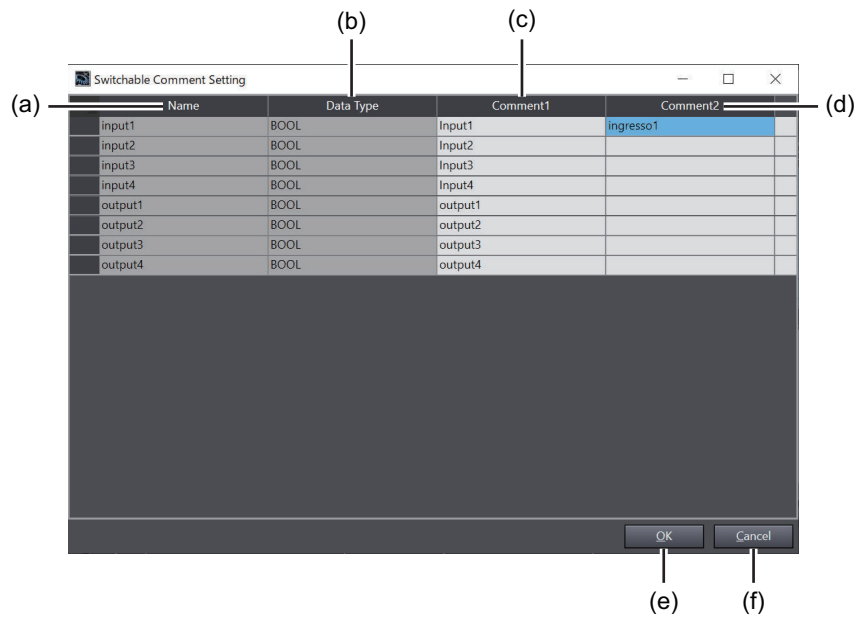 (b) (c)
Switchable Comment Setting
(a) Name Data Type Comment1 Comment2 (d)
input1 BOOL Input1 ingresso1
input2 BOOL Input2
input3 BOOL Input3
input4 BOOL Input4
output1 BOOL output1
output2 BOOL output2
output3 BOOL output3
output4 BOOL output4
OK Cancel
(e) (f)